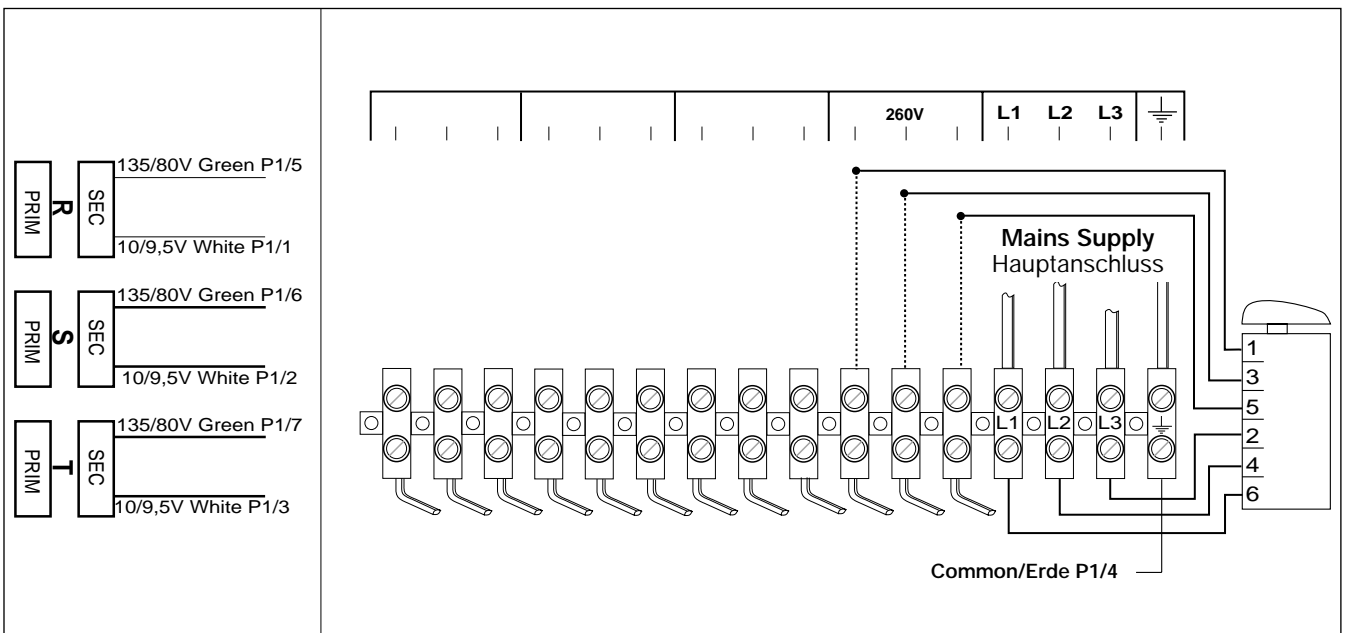 135/80V Green P1/5
PRIM
R
SEC
10/9,5V White P1/1
135/80V Green P1/6
PRIM
S
SEC
10/9,5V White P1/2
135/80V Green P1/7
PRIM
T
SEC
10/9,5V White P1/3
260V L1 L2 L3
Mains Supply
Hauptanschluss
1
3
5
2
4
6
L1 L2 L3
Common/Erde P1/4